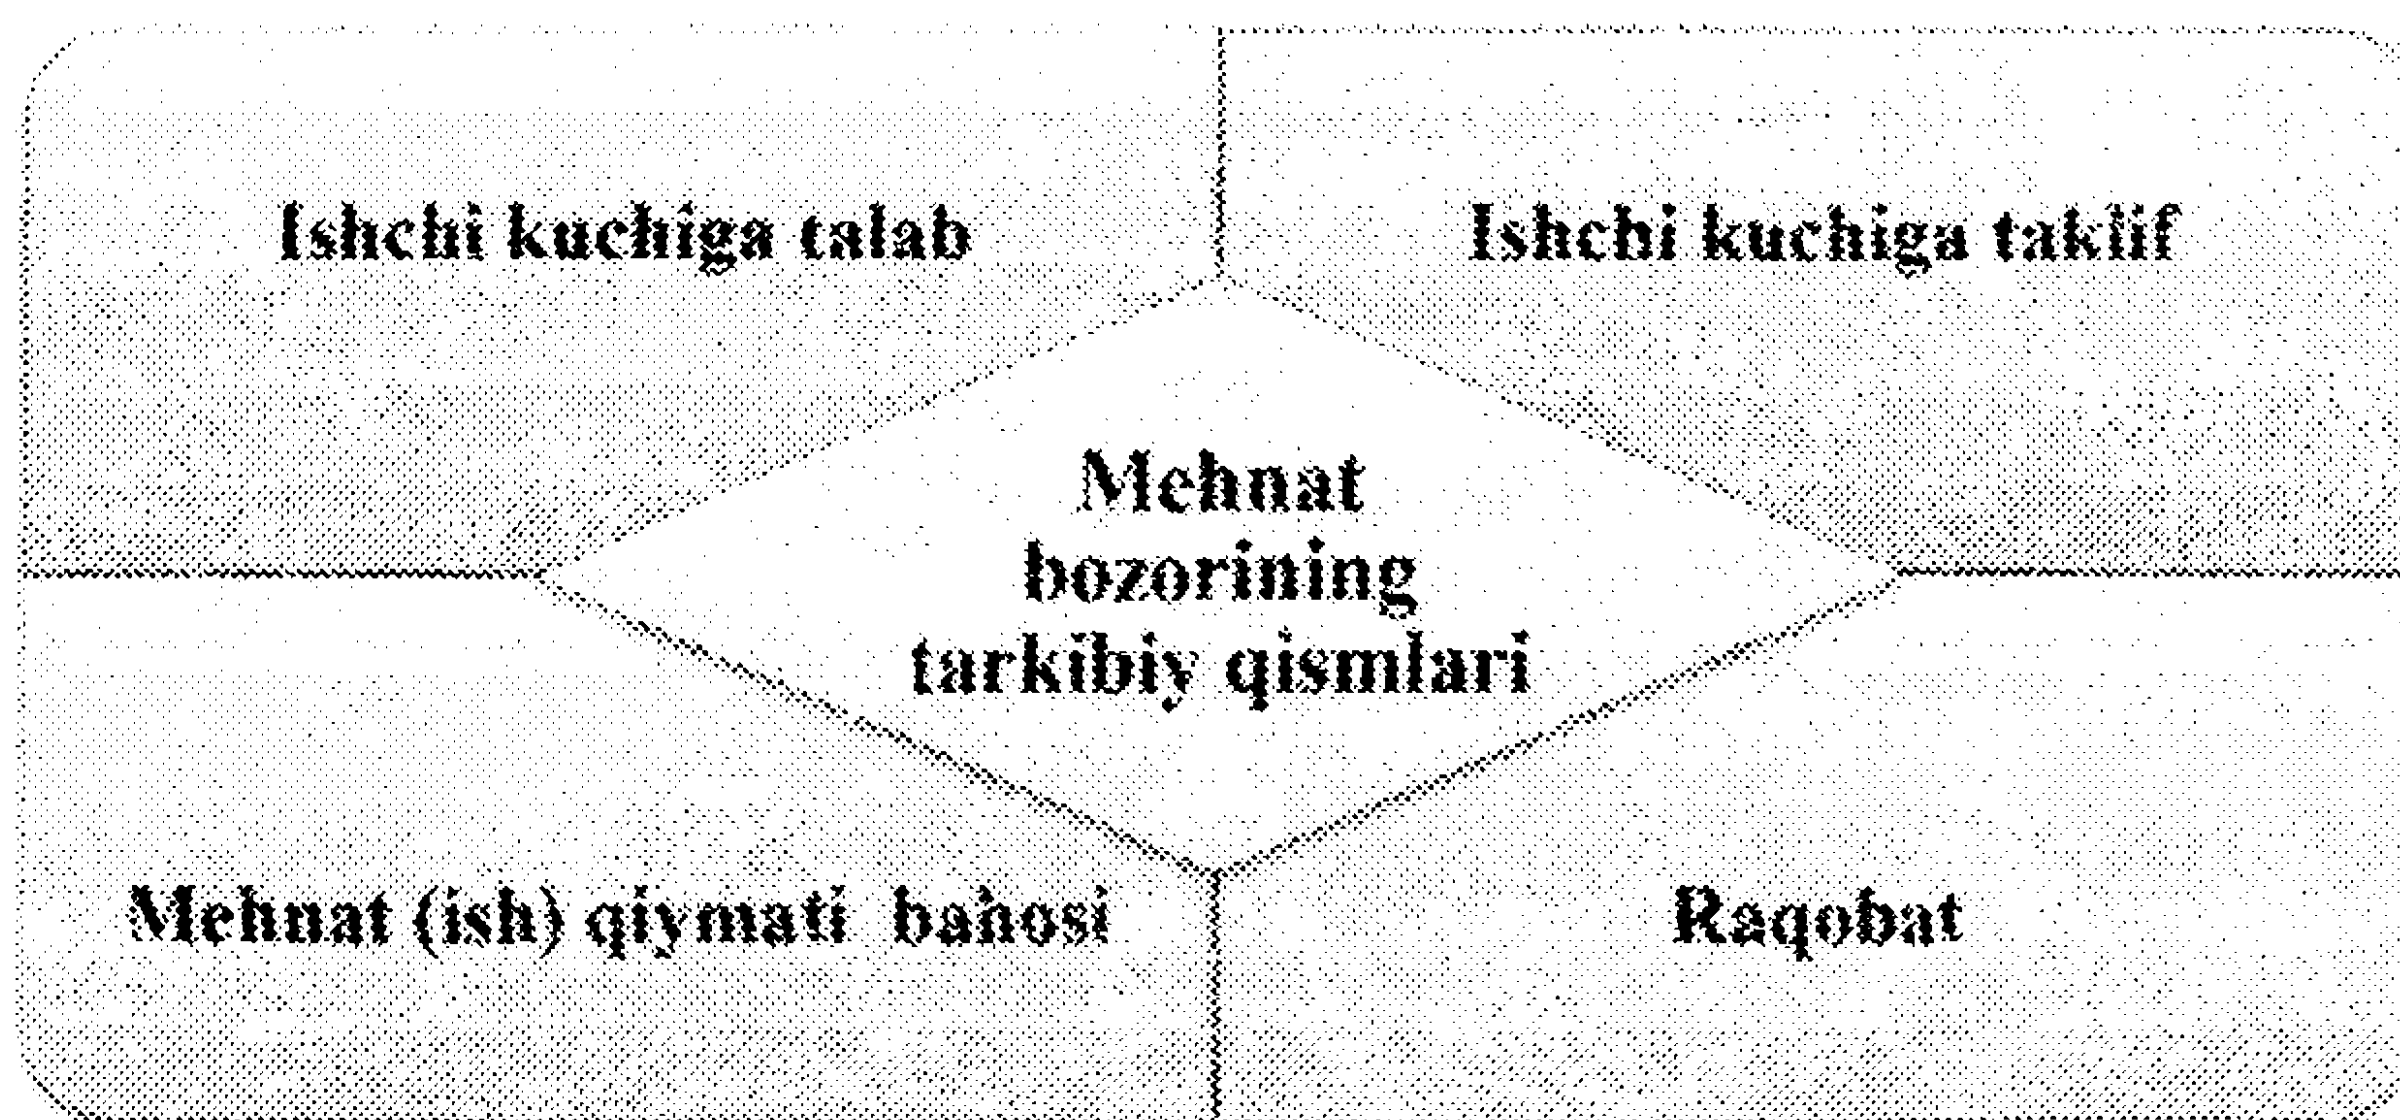 Ishchi kuchiga talab
Ishchi kuchiga taklif
Mehnat
bozorining
tarkibiy qismlari
Mehnat (ish) qiymati bahosi
Raqobat